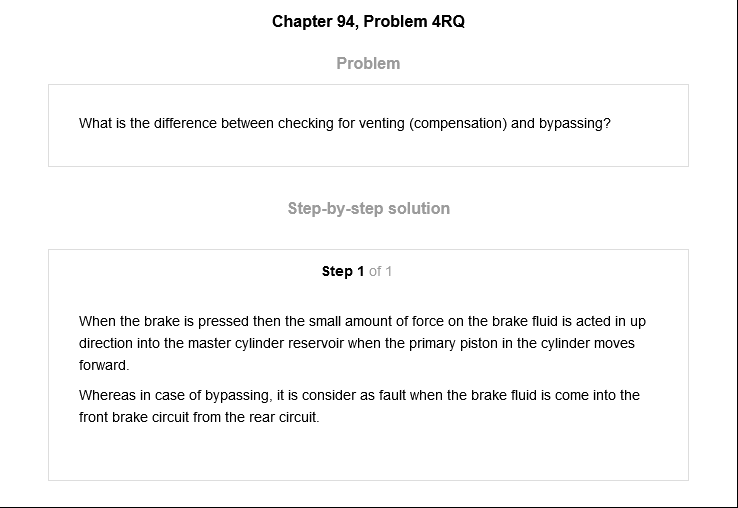 Chapter 94, Problem 4RQ
Problem
What is the difference between checking for venting (compensation) and bypassing?
Step-by-step solution
Step 1 of 1
When the brake is pressed then the small amount of force on the brake fluid is acted in up
direction into the master cylinder reservoir when the primary piston in the cylinder moves
forward.
Whereas in case of bypassing, it is consider as fault when the brake fluid is come into the
front brake circuit from the rear circuit.